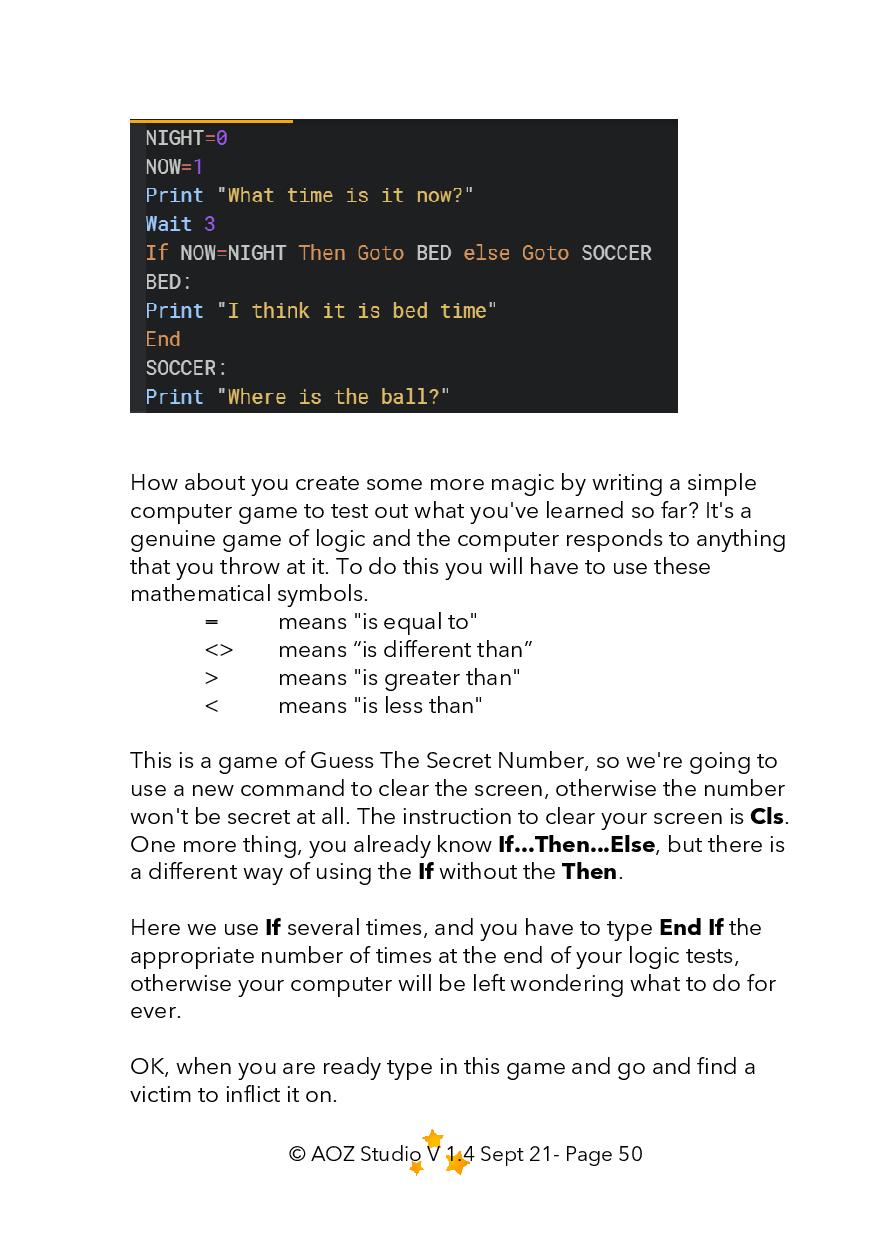 NIGHT=0
NOW=1
Print "What time is it now?"
Wait 3
If NOW=NIGHT Then Goto BED else Goto SOCCER
BED:
Print "I think it is bed time"
End
SOCCER:
Print "Where is the ball?"
How about you create some more magic by writing a simple
computer game to test out what you've learned so far? It's a
genuine game of logic and the computer responds to anything
that you throw at it. To do this you will have to use these
mathematical symbols.
= means "is equal to"
<> means “is different than”
> means "is greater than"
< means "is less than"
This is a game of Guess The Secret Number, so we're going to
use a new command to clear the screen, otherwise the number
won't be secret at all. The instruction to clear your screen is Cls.
One more thing, you already know If...Then...Else, but there is
a different way of using the If without the Then.
Here we use If several times, and you have to type End If the
appropriate number of times at the end of your logic tests,
otherwise your computer will be left wondering what to do for
ever.
OK, when you are ready type in this game and go and find a
victim to inflict it on.
© AOZ Studio V 1.4 Sept 21- Page 50